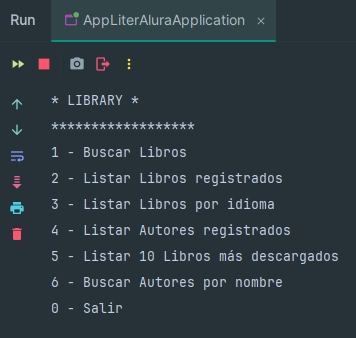 Run AppLiterAluraApplication ×
* LIBRARY *
******************
1 - Buscar Libros
2 - Listar Libros registrados
3 - Listar Libros por idioma
4 - Listar Autores registrados
5 - Listar 10 Libros más descargados
6 - Buscar Autores por nombre
0 - Salir